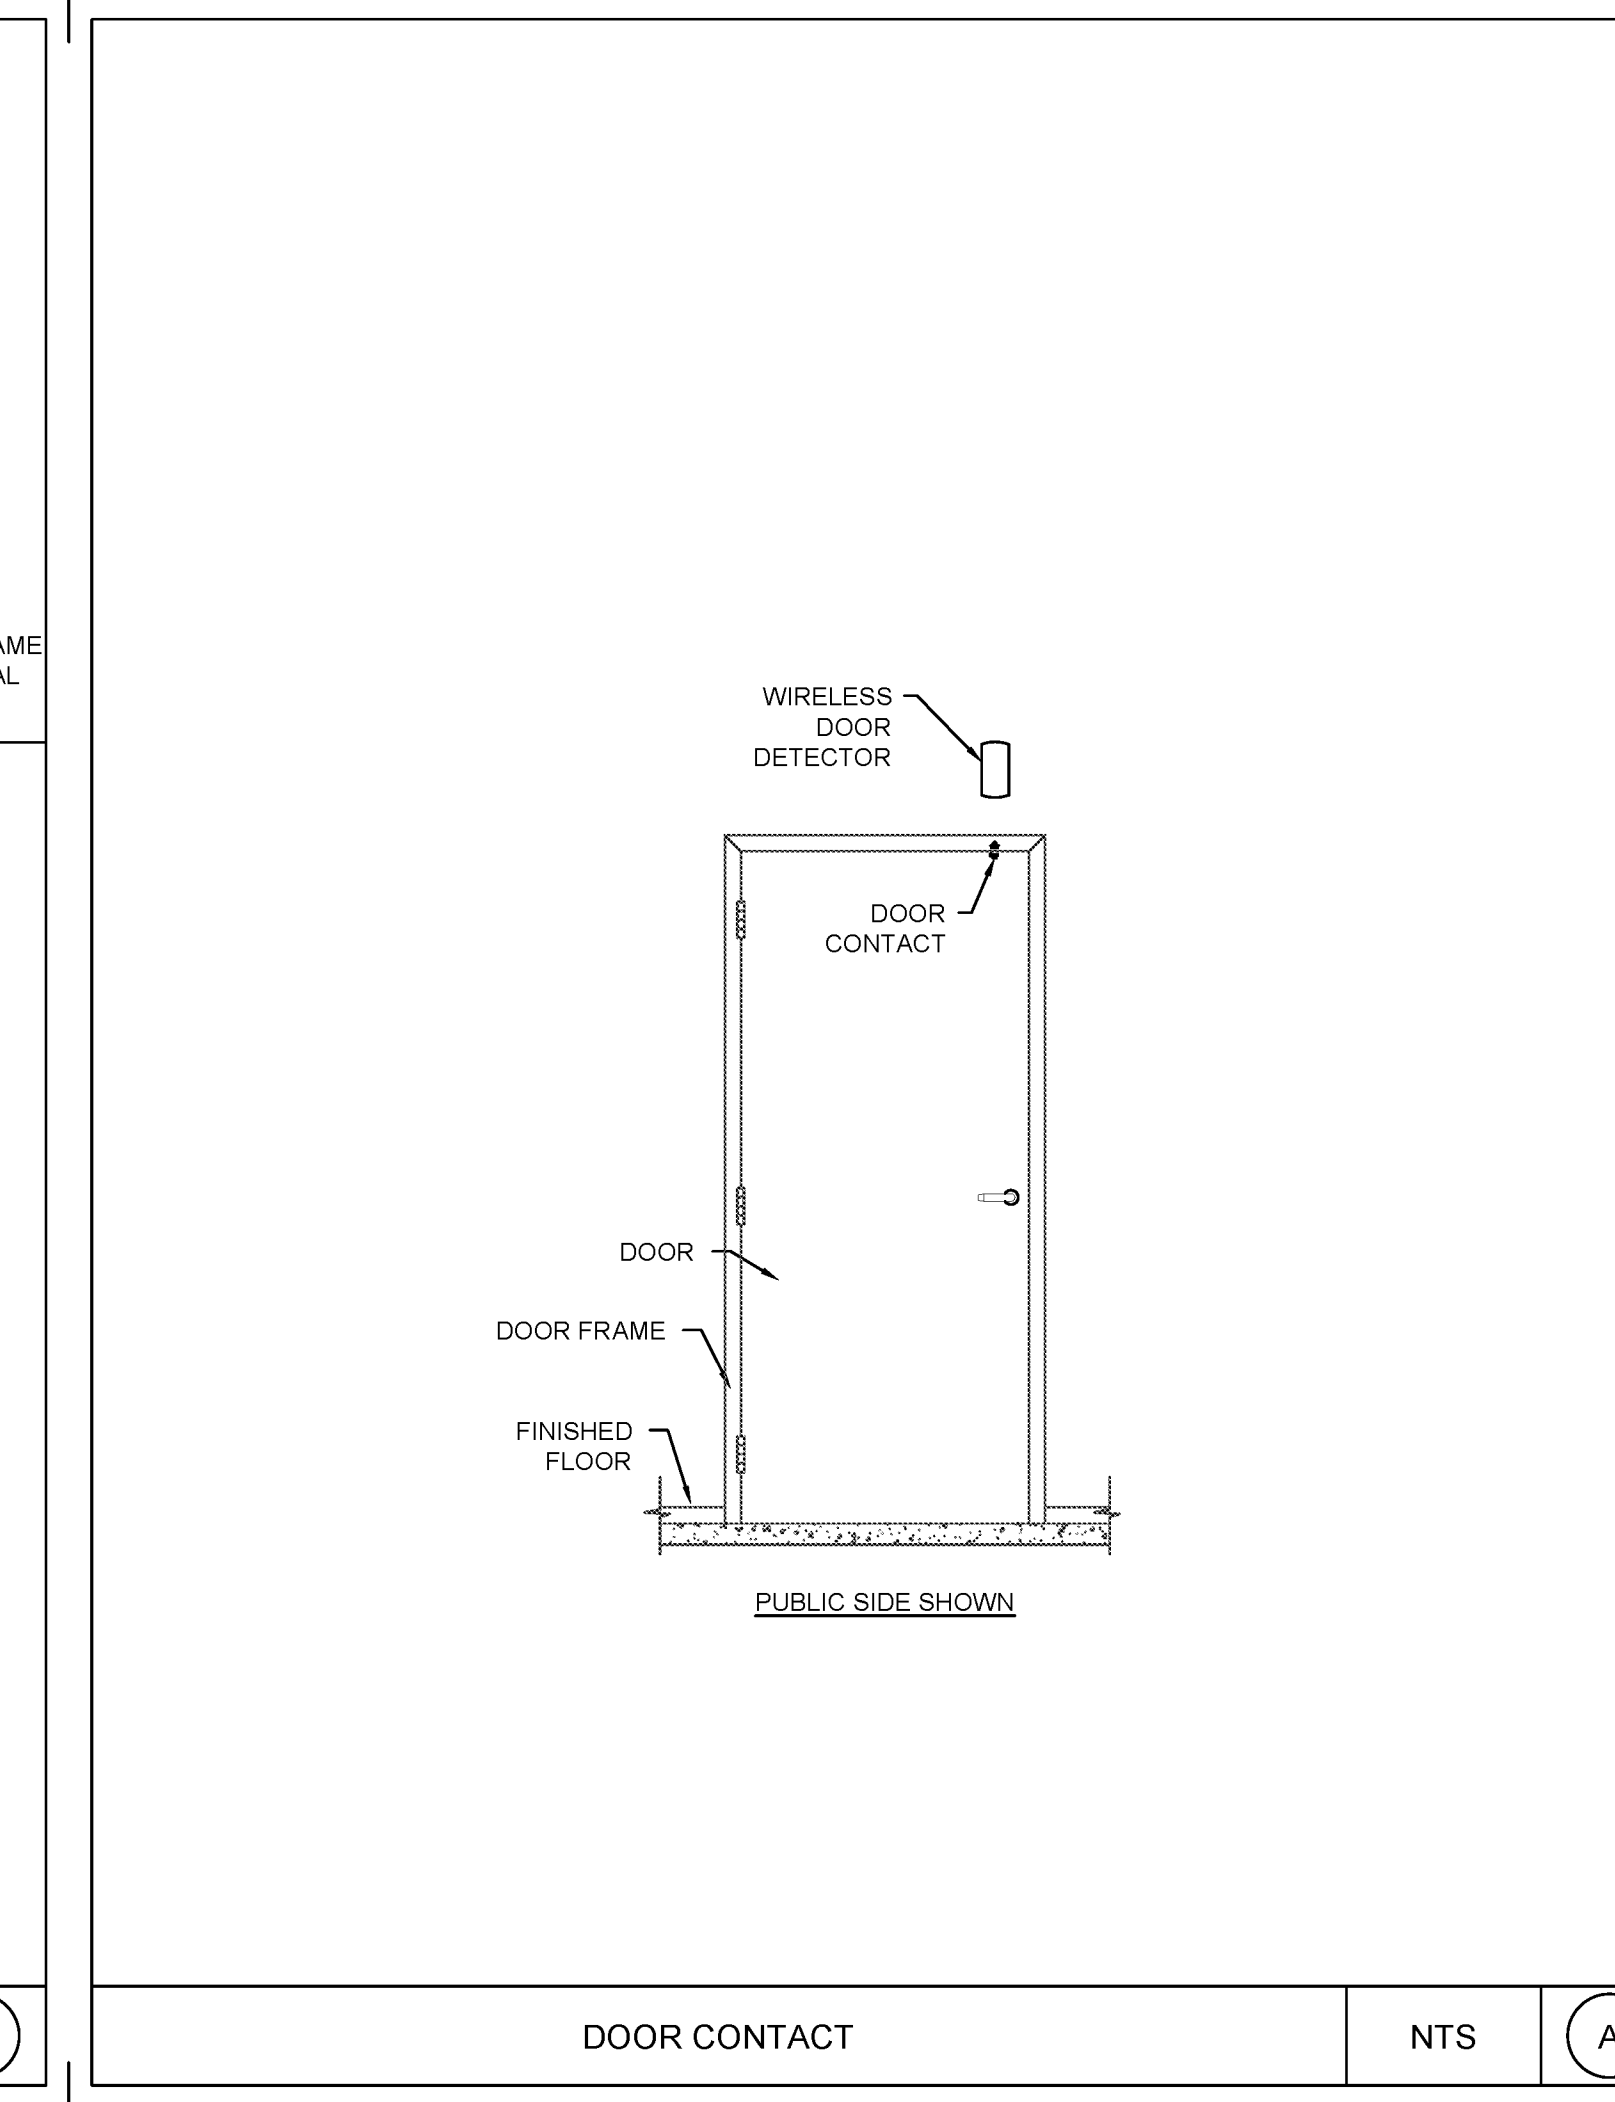 AME
AL
WIRELESS
DOOR
DETECTOR
DOOR
CONTACT
DOOR
DOOR FRAME
FINISHED
FLOOR
PUBLIC SIDE SHOWN
DOOR CONTACT
NTS
A